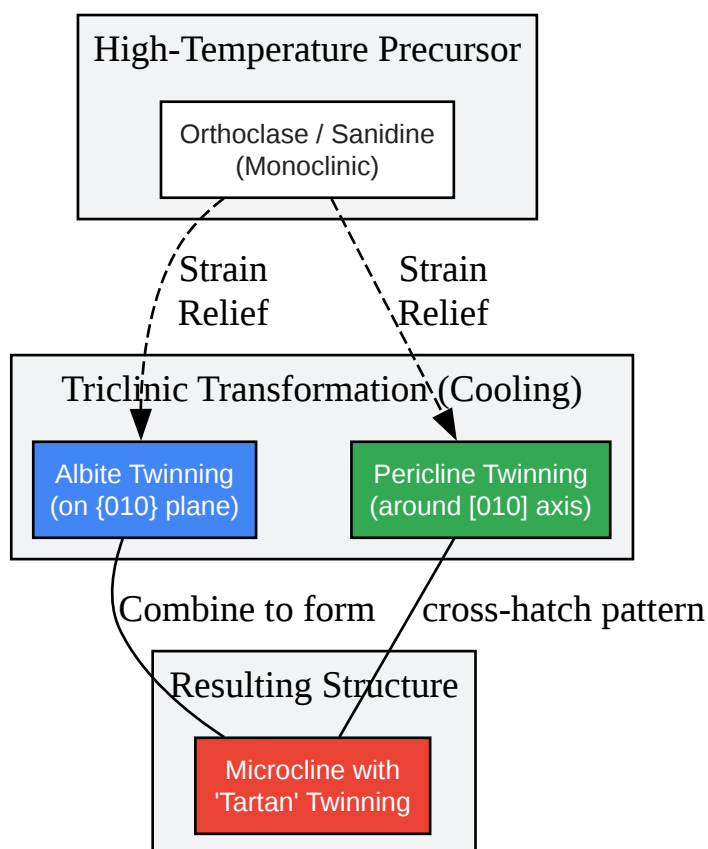 High-Temperature Precursor
Orthoclase / Sanidine
(Monoclinic)
Strain
Relief
Strain
Relief
Triclinic Transformation (Cooling)
Albite Twinning
(on {010} plane)
Pericline Twinning
(around [010] axis)
Combine to form
cross-hatch pattern
Resulting Structure
Microcline with
'Tartan' Twinning